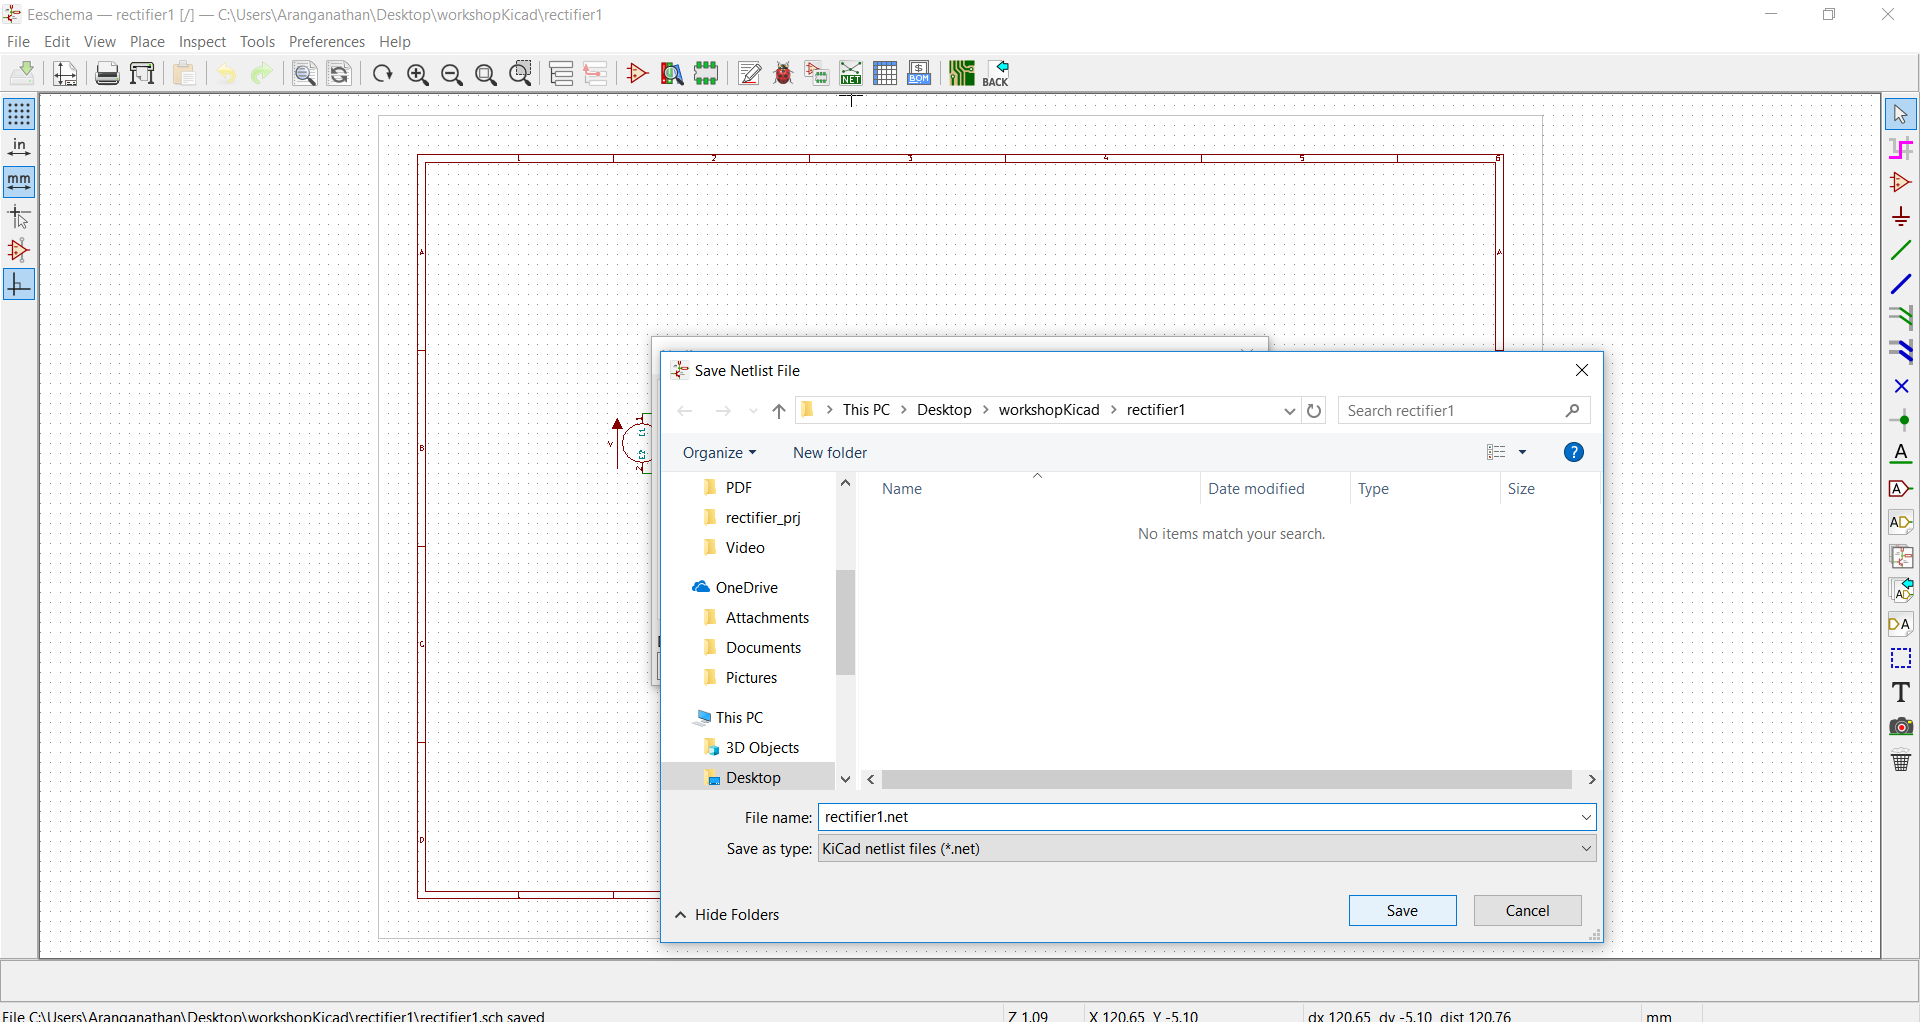 Eeschema — rectifier1 [/] — C:\Users\Aranganathan\Desktop\workshopKicad\rectifier1
File Edit View Place Inspect Tools Preferences Help
NET
BOM
BACK
in
mm
1 2 3 4 5 6
A A
B
C
D
Save Netlist File
This PC > Desktop > workshopKicad > rectifier1
Search rectifier1
Organize New folder
Name Date modified Type Size
No items match your search.
PDF
rectifier_prj
Video
OneDrive
Attachments
Documents
Pictures
This PC
3D Objects
Desktop
File name: rectifier1.net
Save as type: KiCad netlist files (*.net)
Hide Folders
Save Cancel
File C:\Users\Aranganathan\Desktop\workshopKicad\rectifier1\rectifier1.sch saved
Z 1.09 X 120.65 Y -5.10 dx 120.65 dy -5.10 dist 120.76 mm